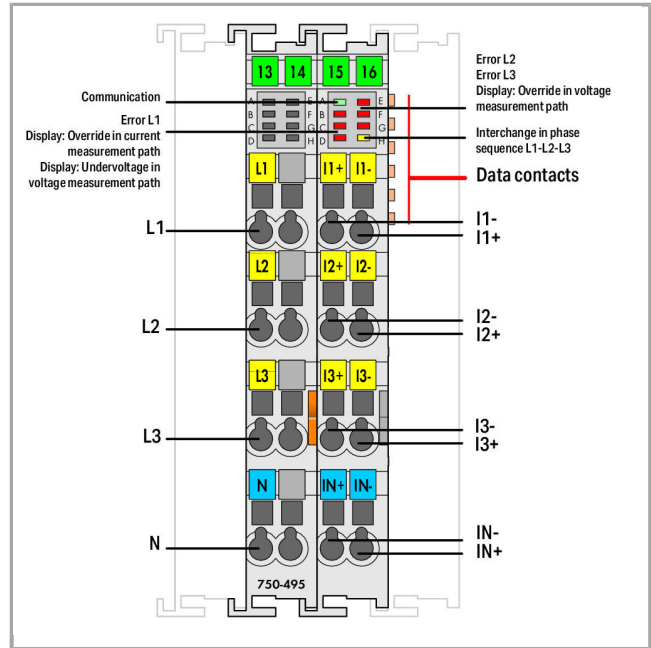 13 14 15 16
Communication
Error L1
Display: Override in current
measurement path
Display: Undervoltage in
voltage measurement path
A E A E
B F B F
C G C G
D H D H
Error L2
Error L3
Display: Override in voltage
measurement path
Interchange in phase
sequence L1-L2-L3
Data contacts
L1 I1+ I1-
L1
I1-
I1+
L2 I2+ I2-
L2
I2-
I2+
L3 I3+ I3-
L3
I3-
I3+
N IN+ IN-
N
IN-
IN+
750-495